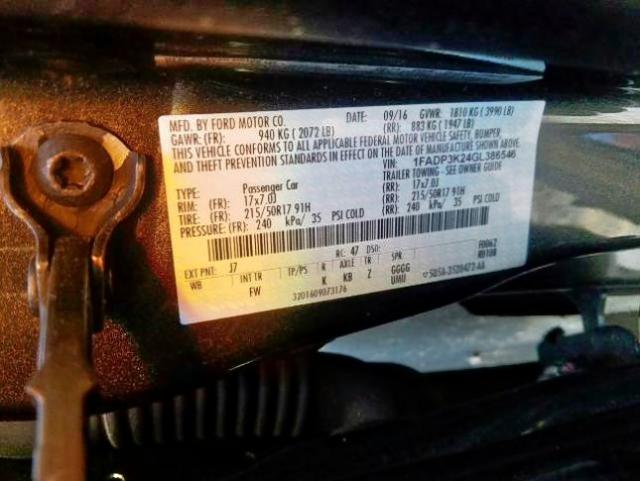 MFD. BY FORD MOTOR CO. DATE: 09/16 GVWR: 1810 KG ( 3990 LB)
GAWR: (FR): 940 KG ( 2072 LB) (RR): 883 KG ( 1947 LB)
THIS VEHICLE CONFORMS TO ALL APPLICABLE FEDERAL MOTOR VEHICLE SAFETY, BUMPER,
AND THEFT PREVENTION STANDARDS IN EFFECT ON THE DATE OF MANUFACTURE SHOWN ABOVE.
VIN: 1FADP3K24GL386546
TYPE: Passenger Car TRAILER TOWING - SEE OWNER GUIDE
RIM: (FR): 17x7.0J (RR): 17x7.0J
TIRE: (FR): 215/50R17 91H (RR): 215/50R17 91H
PRESSURE: (FR): 240 kPa/ 35 PSI COLD (RR): 240 kPa/ 35 PSI COLD
RC: 47 DSO: F0062
EXT PNT: J7 R0108
WB INT TR TP/PS R AXLE TR SPR
FW K KB Z GGGG
UMU
3201609073176